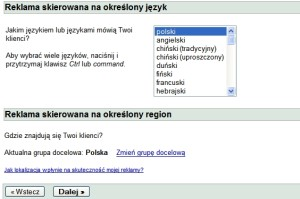 Reklama skierowana na określony język
Jakim językiem lub językami mówią Twoi
klienci?
Aby wybrać wiele języków, naciśnij i
przytrzymaj klawisz Ctrl lub command.
polski
angielski
chiński (tradycyjny)
chiński (uproszczony)
duński
fiński
francuski
hebrajski
Reklama skierowana na określony region
Gdzie znajdują się Twoi klienci?
Aktualna grupa docelowa: Polska Zmień grupę docelową
Jak lokalizacja wpłynie na skuteczność mojej reklamy?
« Wstecz Dalej »